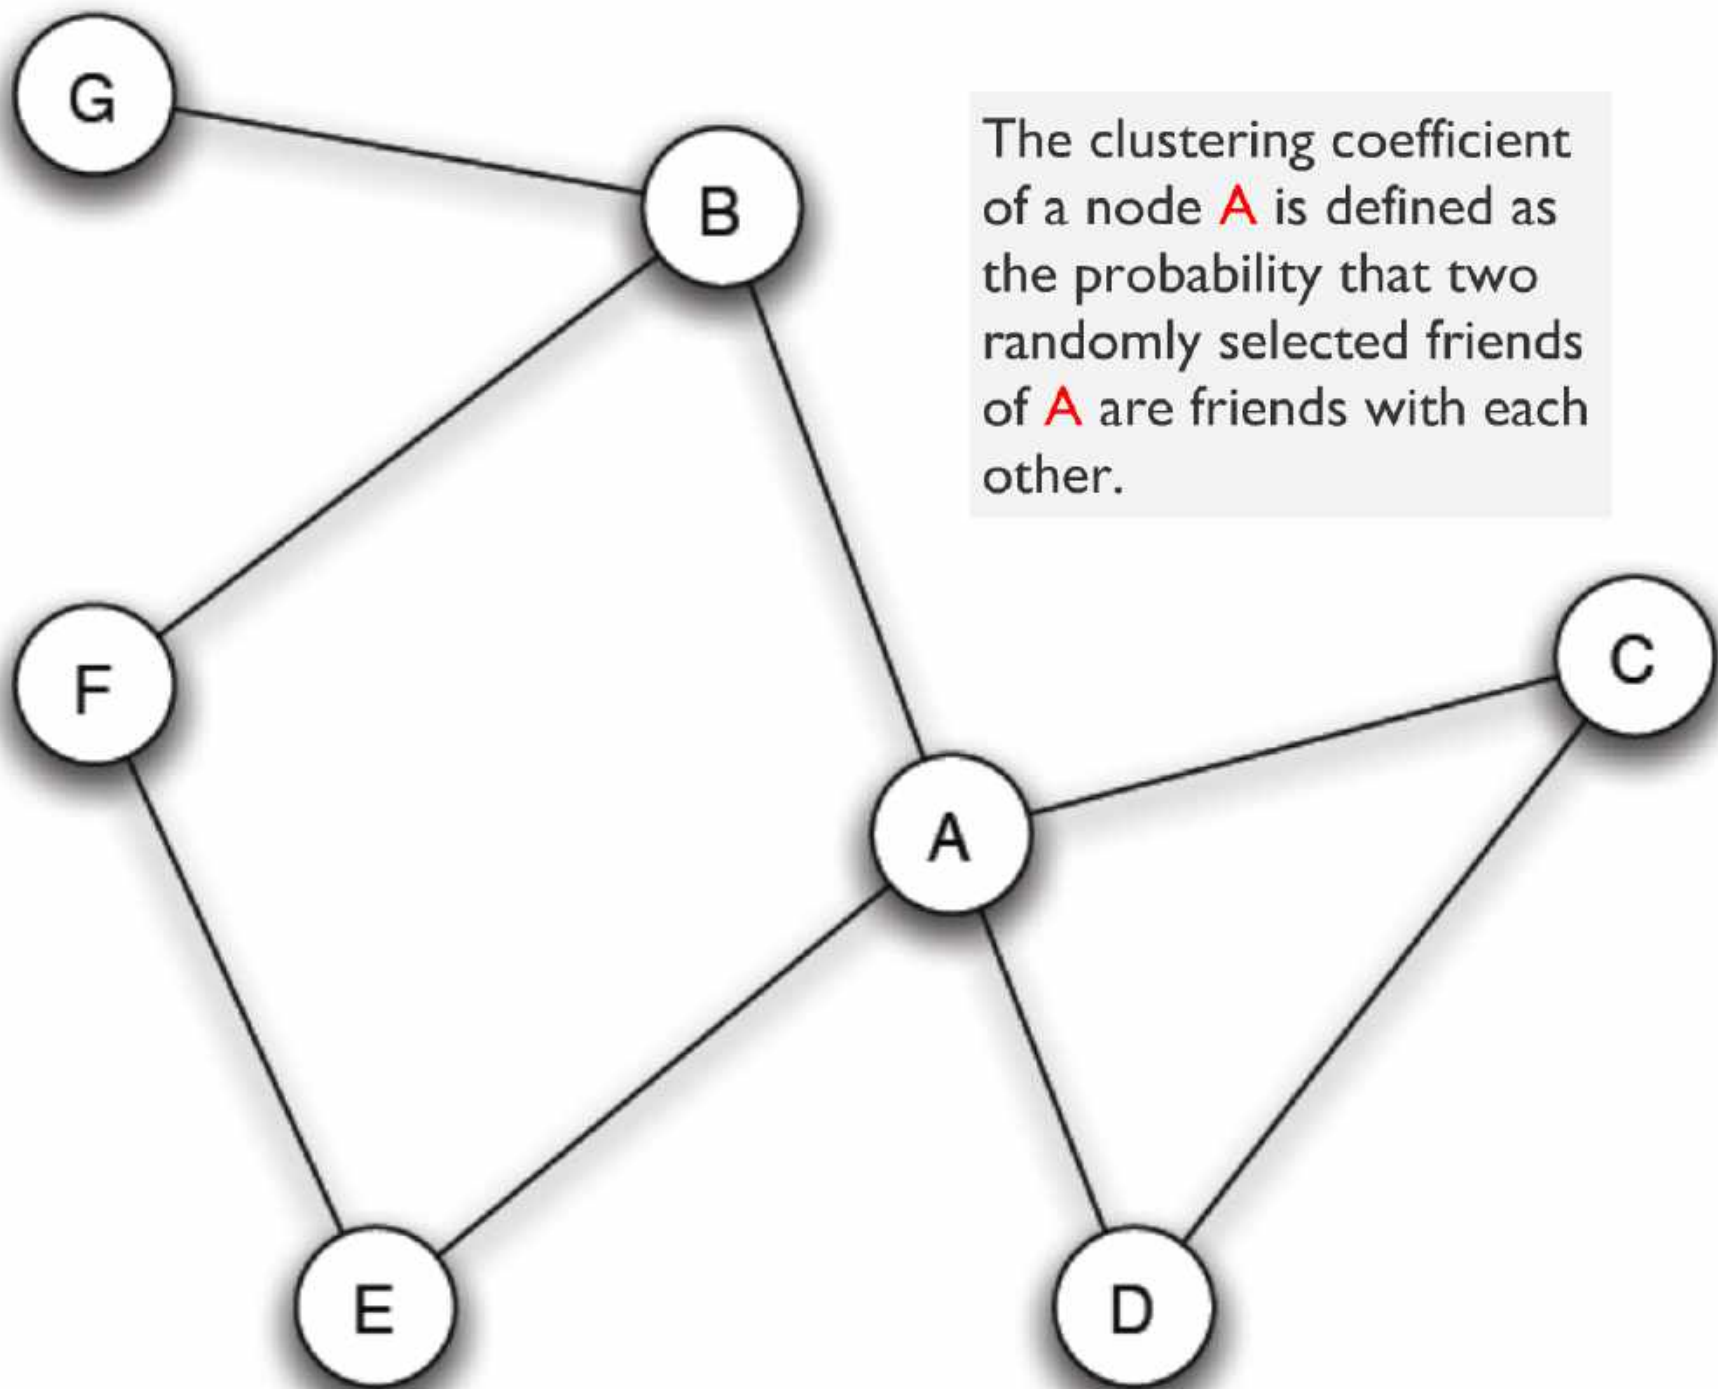 G
B
The clustering coefficient
of a node A is defined as
the probability that two
randomly selected friends
of A are friends with each
other.
F
C
A
E
D